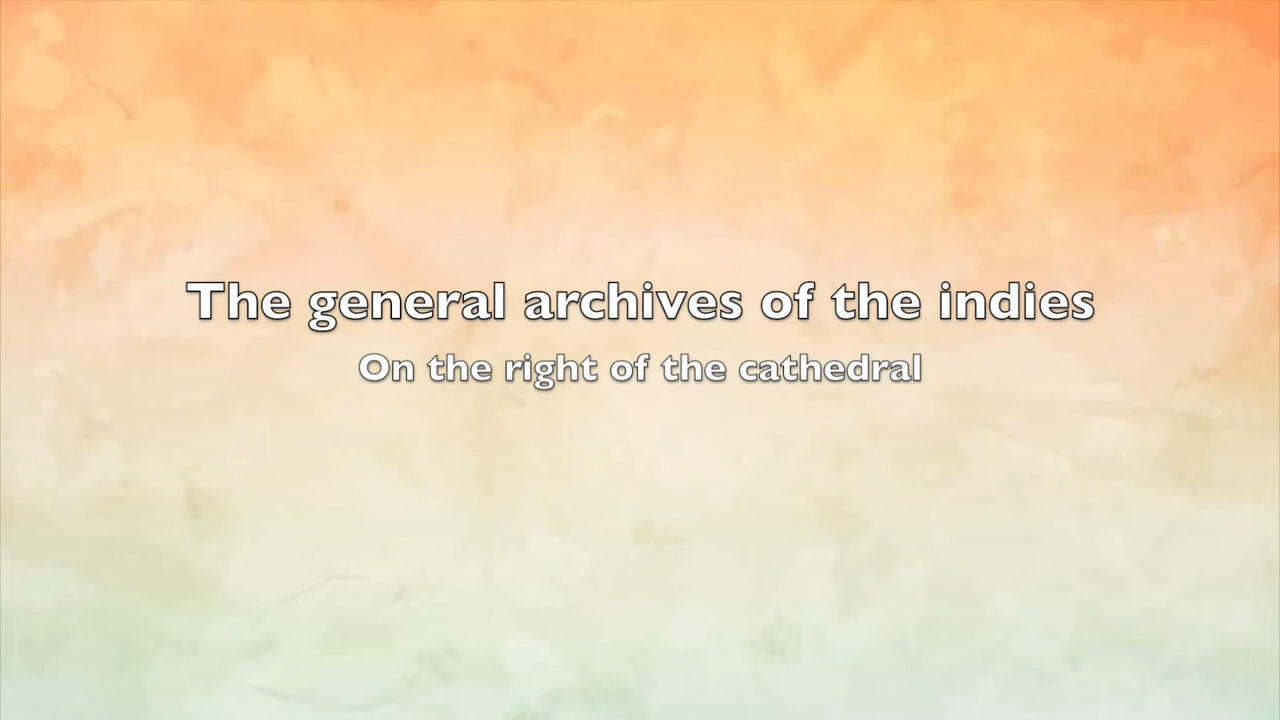 The general archives of the indies
On the right of the cathedral